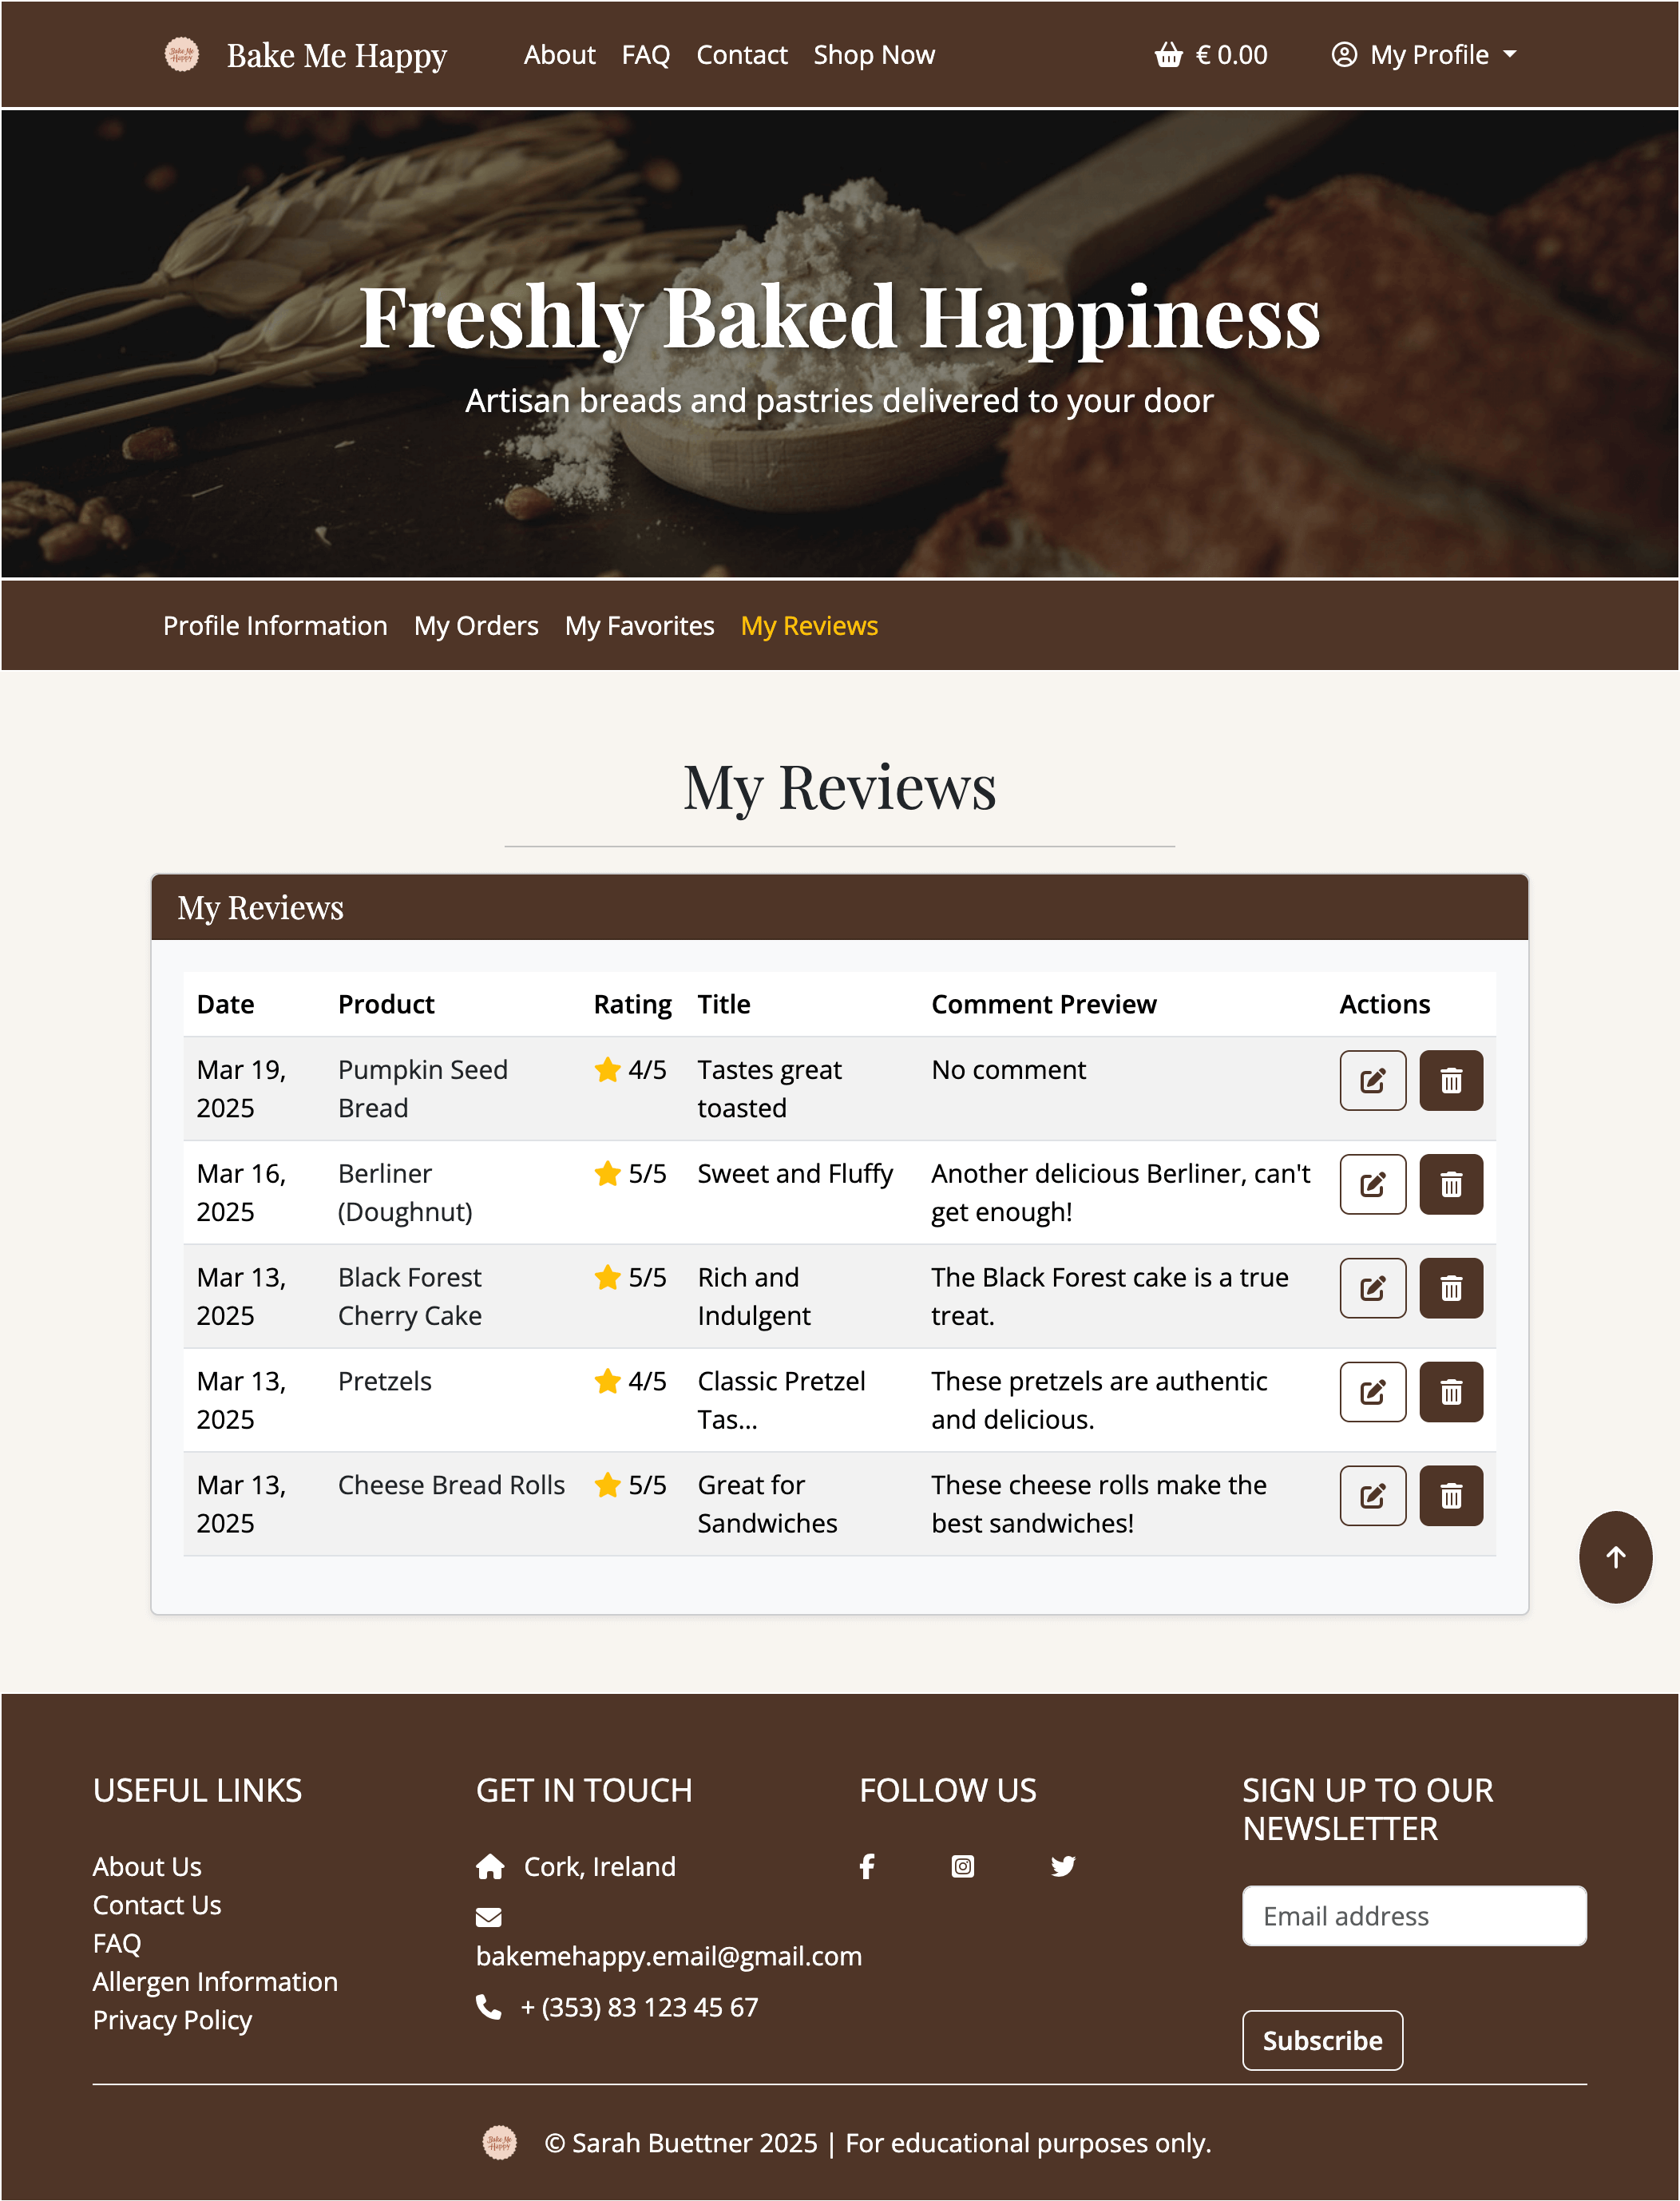 Bake Me Happy
Bake Me Happy About FAQ Contact Shop Now € 0.00 My Profile
Freshly Baked Happiness
Artisan breads and pastries delivered to your door
Profile Information My Orders My Favorites My Reviews
My Reviews
My Reviews
Date Product Rating Title Comment Preview Actions
Mar 19, Pumpkin Seed 4/5 Tastes great No comment
2025 Bread toasted
Mar 16, Berliner 5/5 Sweet and Fluffy Another delicious Berliner, can't
2025 (Doughnut) get enough!
Mar 13, Black Forest 5/5 Rich and The Black Forest cake is a true
2025 Cherry Cake Indulgent treat.
Mar 13, Pretzels 4/5 Classic Pretzel These pretzels are authentic
2025 Tas... and delicious.
Mar 13, Cheese Bread Rolls 5/5 Great for These cheese rolls make the
2025 Sandwiches best sandwiches!
USEFUL LINKS
About Us
Contact Us
FAQ
Allergen Information
Privacy Policy
GET IN TOUCH
Cork, Ireland
bakemehappy.email@gmail.com
+ (353) 83 123 45 67
FOLLOW US
SIGN UP TO OUR
NEWSLETTER
Email address
Subscribe
Bake Me Happy
© Sarah Buettner 2025 | For educational purposes only.